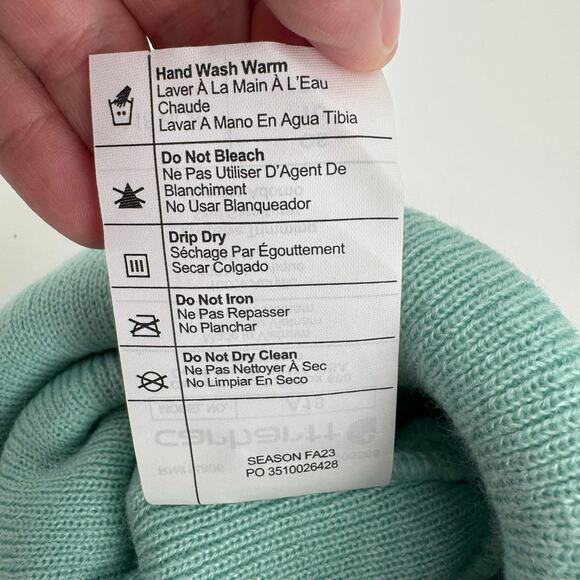 Hand Wash Warm
Laver À La Main À L'Eau
Chaude
Lavar A Mano En Agua Tibia
Do Not Bleach
Ne Pas Utiliser D'Agent De
Blanchiment
No Usar Blanqueador
Drip Dry
Séchage Par Égouttement
Secar Colgado
Do Not Iron
Ne Pas Repasser
No Planchar
Do Not Dry Clean
Ne Pas Nettoyer À Sec
No Limpiar En Seco
carhartt
SEASON FA23
PO 3510026428